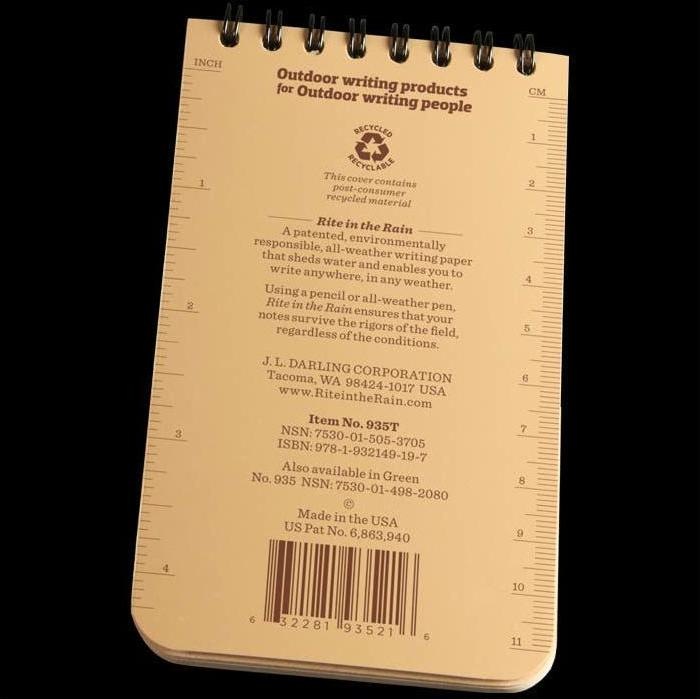 INCH
Outdoor writing products
for Outdoor writing people
CM
RECYCLED
RECYCLABLE
This cover contains
post-consumer
recycled material
Rite in the Rain
A patented, environmentally
responsible, all-weather writing paper
that sheds water and enables you to
write anywhere, in any weather.
Using a pencil or all-weather pen,
Rite in the Rain ensures that your
notes survive the rigors of the field,
regardless of the conditions.
J. L. DARLING CORPORATION
Tacoma, WA 98424-1017 USA
www.RiteintheRain.com
Item No. 935T
NSN: 7530-01-505-3705
ISBN: 978-1-932149-19-7
Also available in Green
No. 935 NSN: 7530-01-498-2080
©
Made in the USA
US Pat No. 6,863,940
6 32281 93521 6
1
2
3
4
1
2
3
4
5
6
7
8
9
10
11